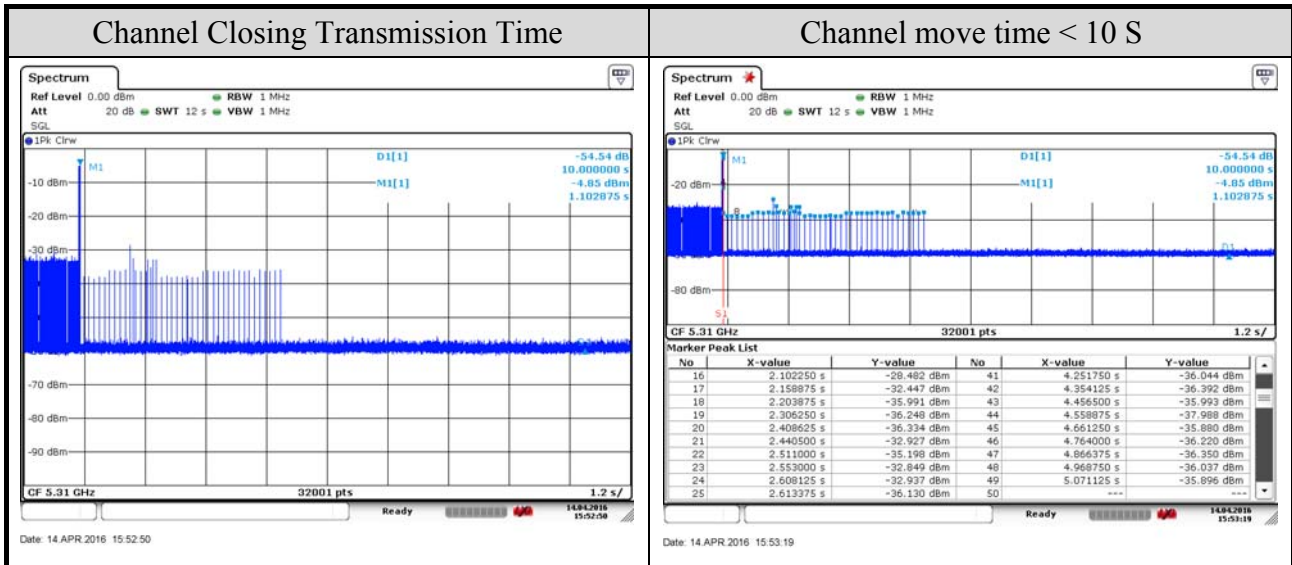 Channel Closing Transmission Time
Channel move time < 10 S
Spectrum
Ref Level 0.00 dBm RBW 1 MHz
Att 20 dB SWT 12 s VBW 1 MHz
SGL
1Pk Clrw
D1[1] -54.54 dB
10.000000 s
M1[1] -4.85 dBm
1.102875 s
M1
-10 dBm
-20 dBm
-30 dBm
-70 dBm
-80 dBm
-90 dBm
CF 5.31 GHz 32001 pts 1.2 s/
Ready 14.04.2016
15:52:50
Date: 14.APR.2016 15:52:50
Spectrum
Ref Level 0.00 dBm RBW 1 MHz
Att 20 dB SWT 12 s VBW 1 MHz
SGL
1Pk Clrw
D1[1] -54.54 dB
10.000000 s
M1[1] -4.85 dBm
1.102875 s
M1
-20 dBm
D1
-80 dBm
S1
CF 5.31 GHz 32001 pts 1.2 s/
Marker Peak List
No X-value Y-value No X-value Y-value
16 2.102250 s -28.482 dBm 41 4.251750 s -36.044 dBm
17 2.158875 s -32.447 dBm 42 4.354125 s -36.392 dBm
18 2.203875 s -35.991 dBm 43 4.456500 s -35.993 dBm
19 2.306250 s -36.248 dBm 44 4.558875 s -37.988 dBm
20 2.408625 s -36.334 dBm 45 4.661250 s -35.880 dBm
21 2.440500 s -32.927 dBm 46 4.764000 s -36.220 dBm
22 2.511000 s -35.198 dBm 47 4.866375 s -36.350 dBm
23 2.553000 s -32.849 dBm 48 4.968750 s -36.037 dBm
24 2.608125 s -32.937 dBm 49 5.071125 s -35.896 dBm
25 2.613375 s -36.130 dBm 50 --- ---
Ready 14.04.2016
15:53:19
Date: 14.APR.2016 15:53:19